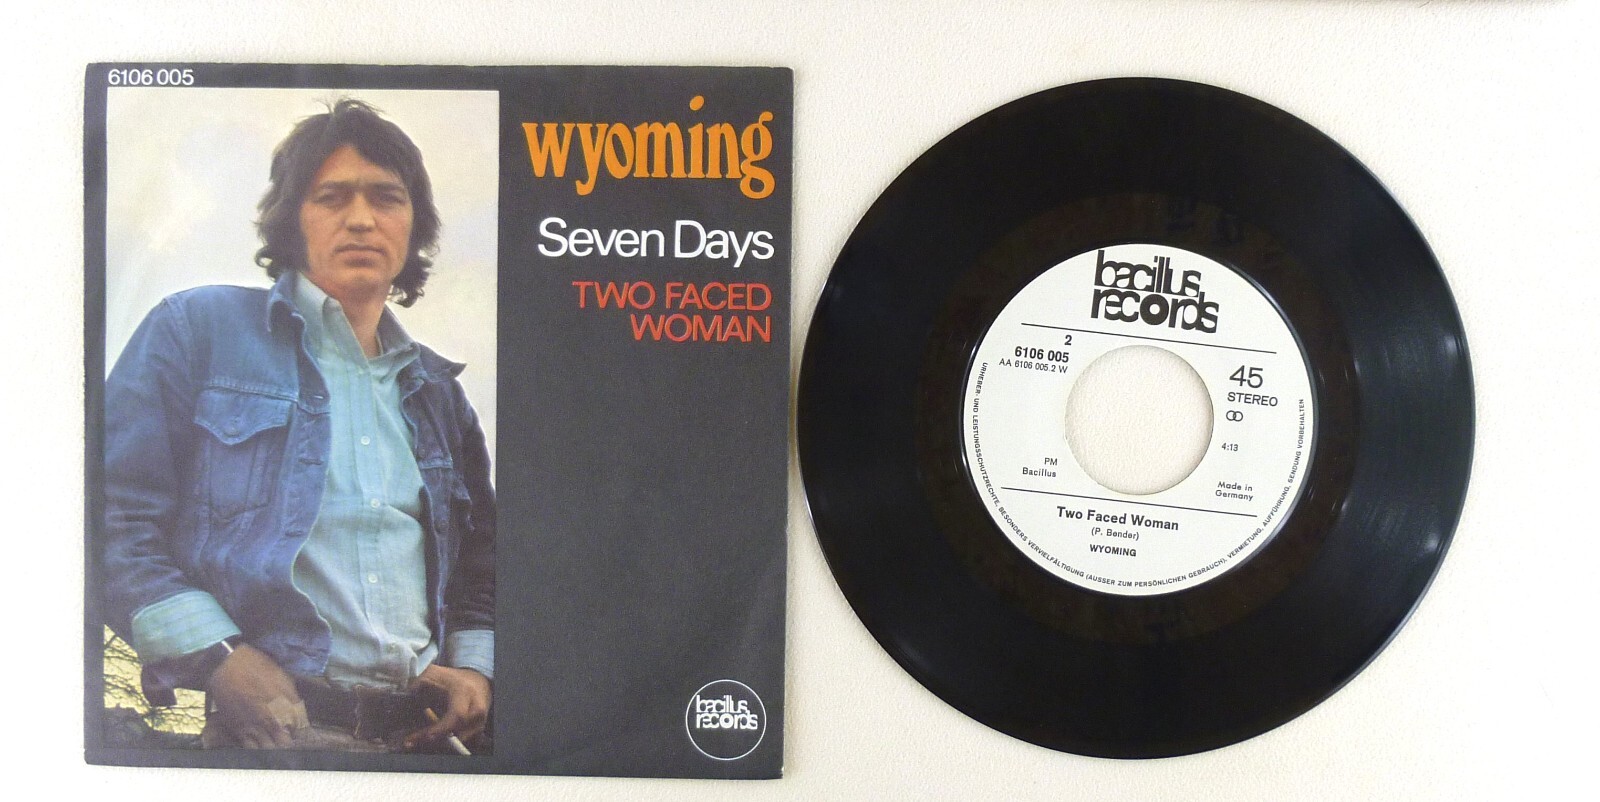 6106 005
wyoming
Seven Days
TWO FACED
WOMAN
bacillus
records
bacillus
records
2
6106 005
AA 6106 005.2 W
45
STEREO
4:13
PM
Bacillus
Made in
Germany
Two Faced Woman
(P. Bender)
WYOMING
URHEBER- UND LEISTUNGSSCHUTZRECHTE, BESONDERS VERVIELFÄLTIGUNG (AUSSER ZUM PERSÖNLICHEN GEBRAUCH), VERMIETUNG, AUFFÜHRUNG, SENDUNG VORBEHALTEN